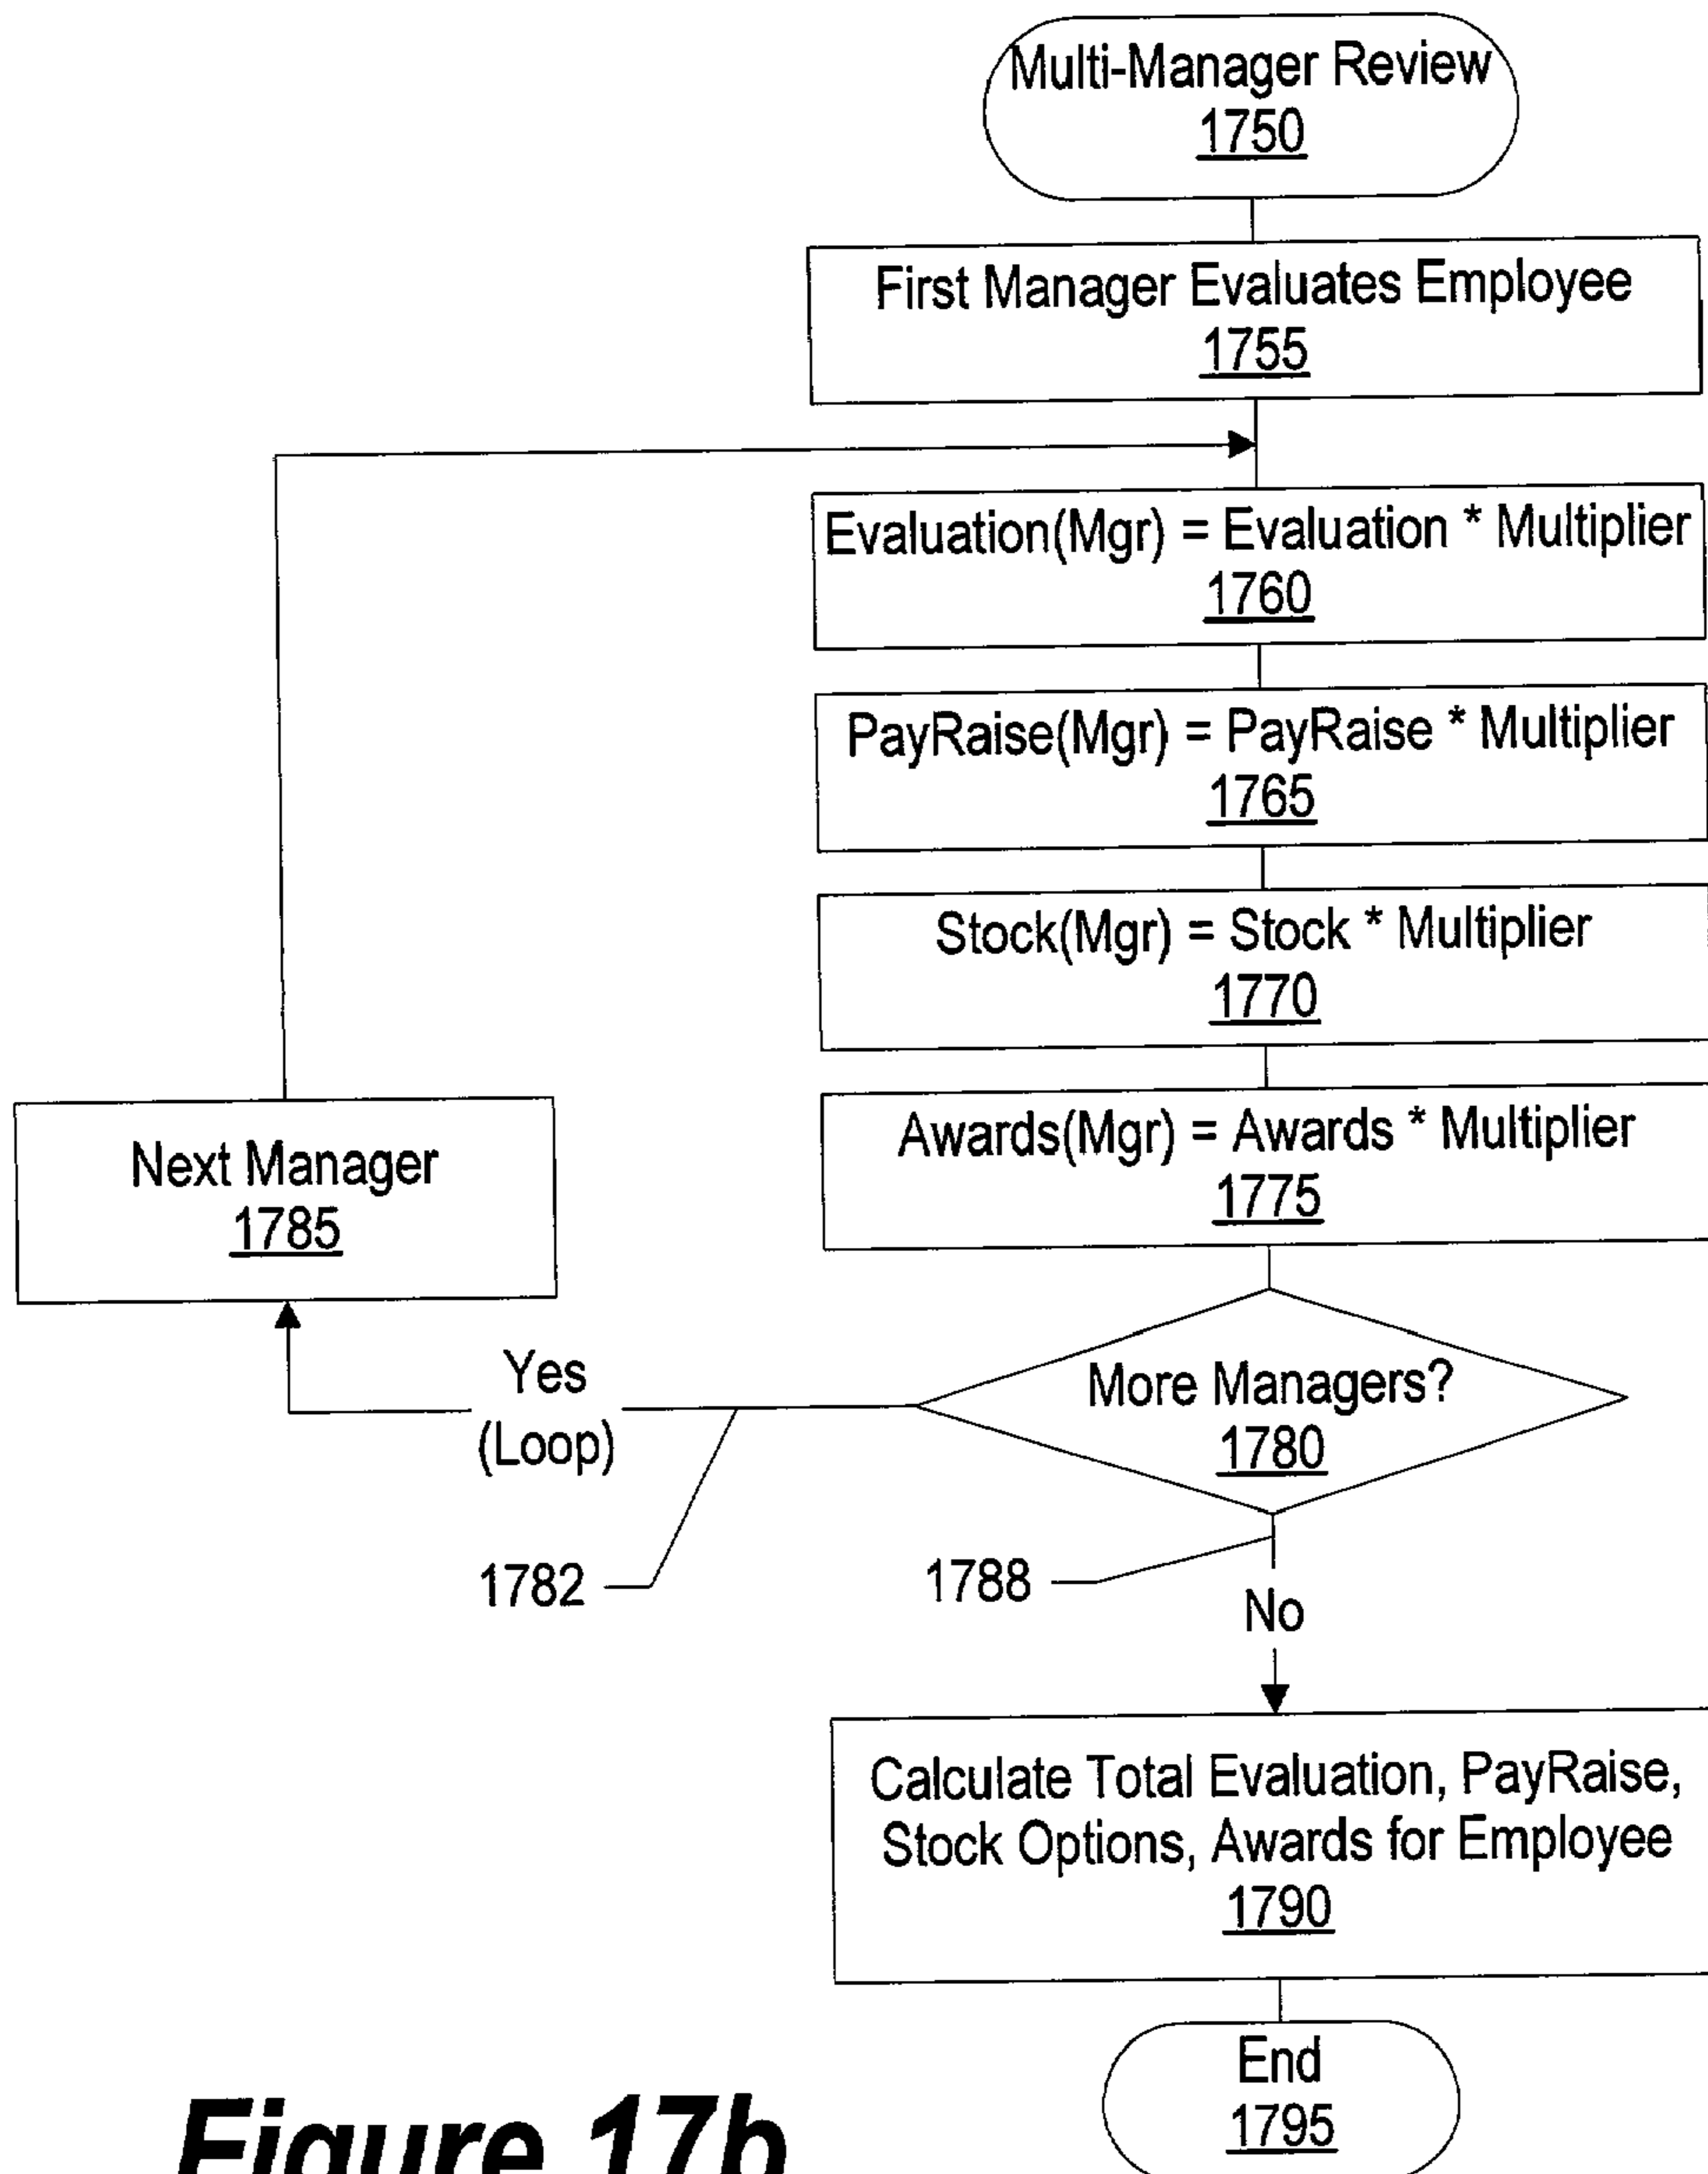 Multi-Manager Review
1750
First Manager Evaluates Employee
1755
Evaluation(Mgr) = Evaluation * Multiplier
1760
PayRaise(Mgr) = PayRaise * Multiplier
1765
Stock(Mgr) = Stock * Multiplier
1770
Awards(Mgr) = Awards * Multiplier
1775
Next Manager
1785
More Managers?
1780
Yes
(Loop)
1782
1788
No
Calculate Total Evaluation, PayRaise,
Stock Options, Awards for Employee
1790
End
1795
Figure 17b